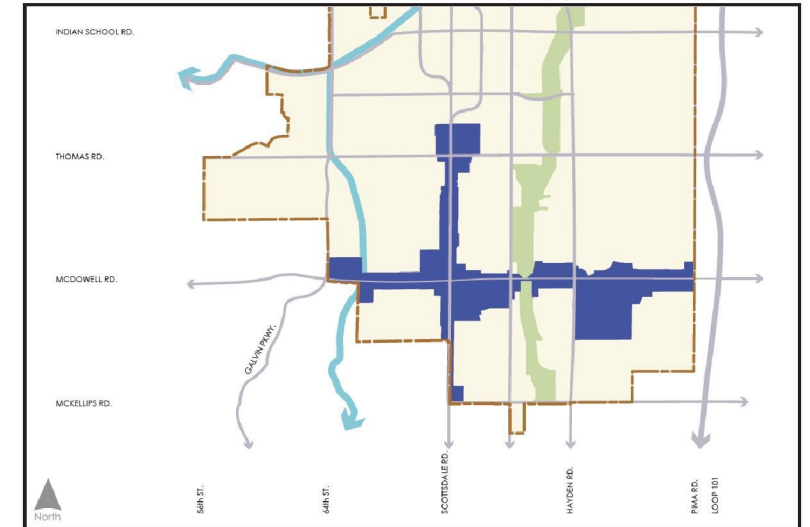 INDIAN SCHOOL RD.
THOMAS RD.
MCDOWELL RD.
GALVIN PKWY.
MCKELLIPS RD.
North
56th ST.
64th ST.
SCOTTSDALE RD.
HAYDEN RD.
PIMA RD.
LOOP 101